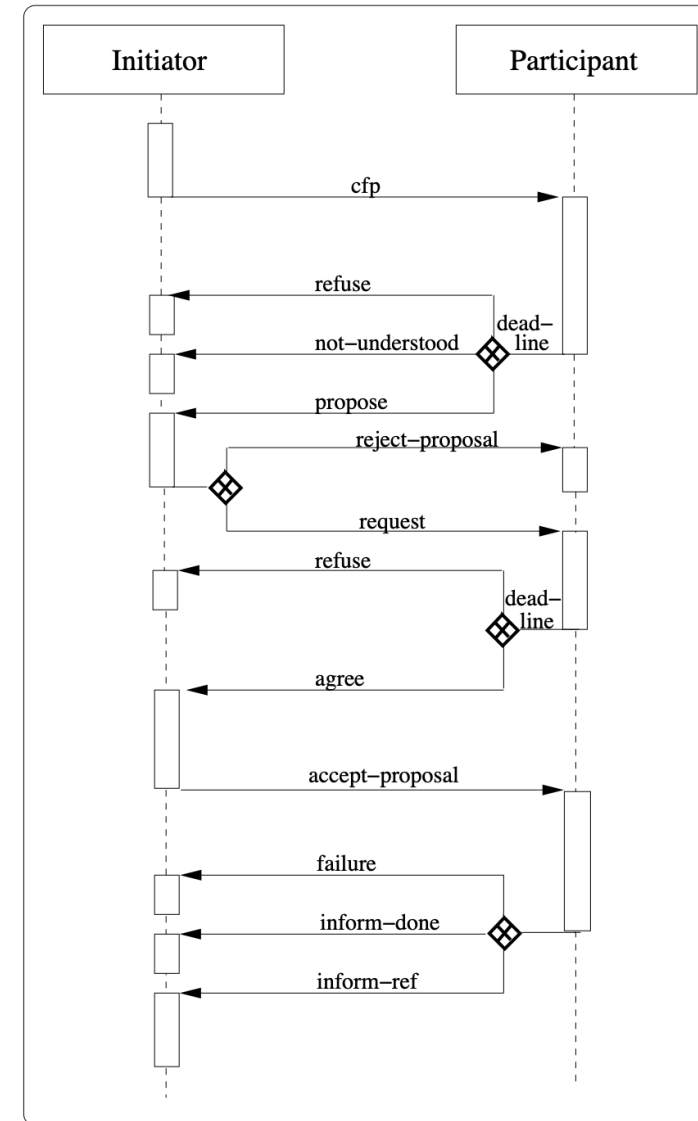 Initiator
Participant
cfp
refuse
dead–
line
not–understood
propose
reject–proposal
request
refuse
dead–
line
agree
accept–proposal
failure
inform–done
inform–ref